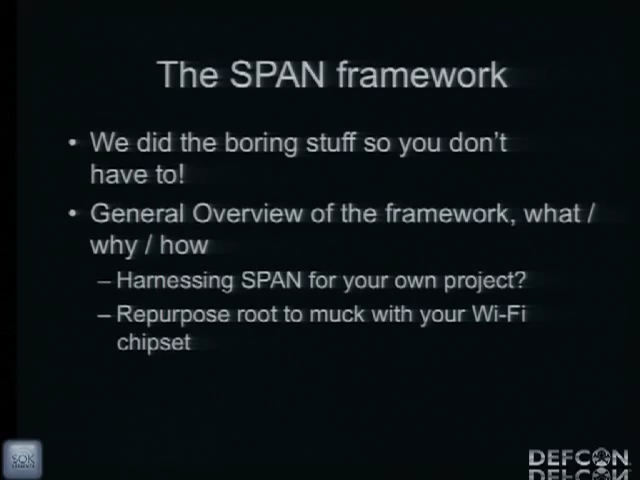 The SPAN framework
• We did the boring stuff so you don't
have to!
• General Overview of the framework, what /
why / how
– Harnessing SPAN for your own project?
– Repurpose root to muck with your Wi-Fi
chipset
SOK
DEFCON